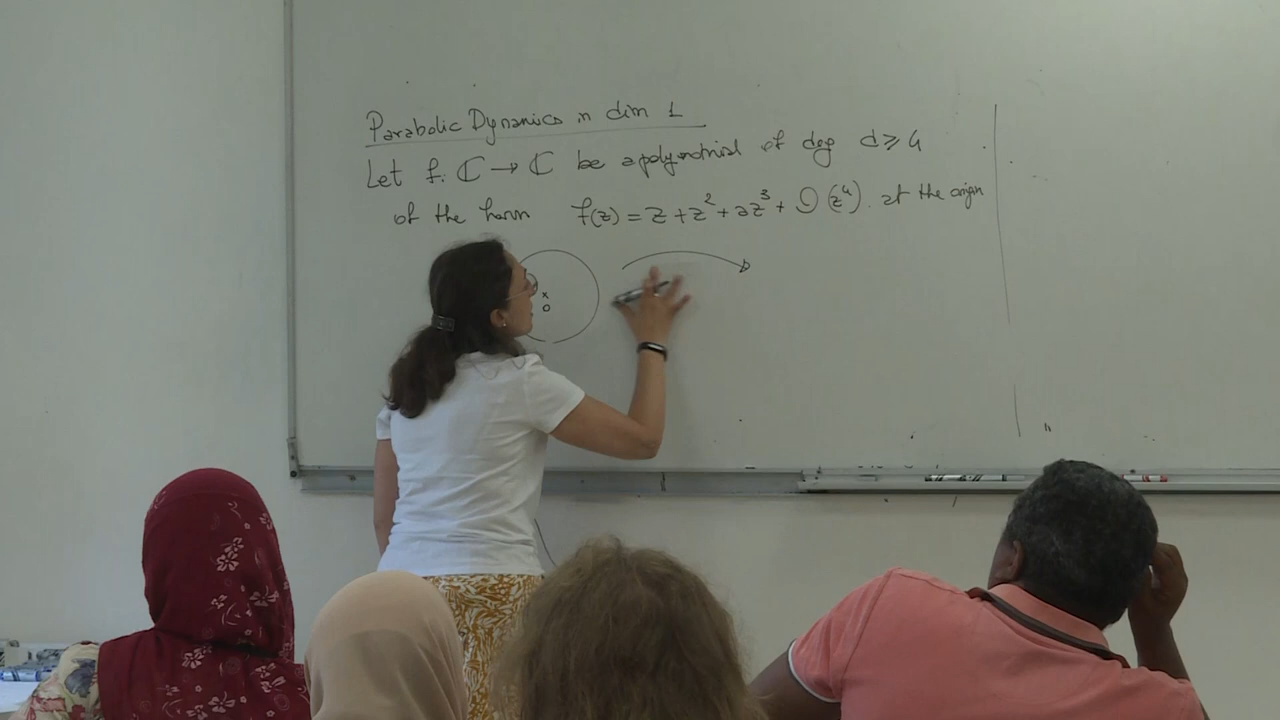 Parabolic Dynamics in dim 1
Let f: ℂ → ℂ be a polynomial of deg d ⩾ 4
of the form f(z) = z + z² + az³ + O(z⁴). at the origin
x
o